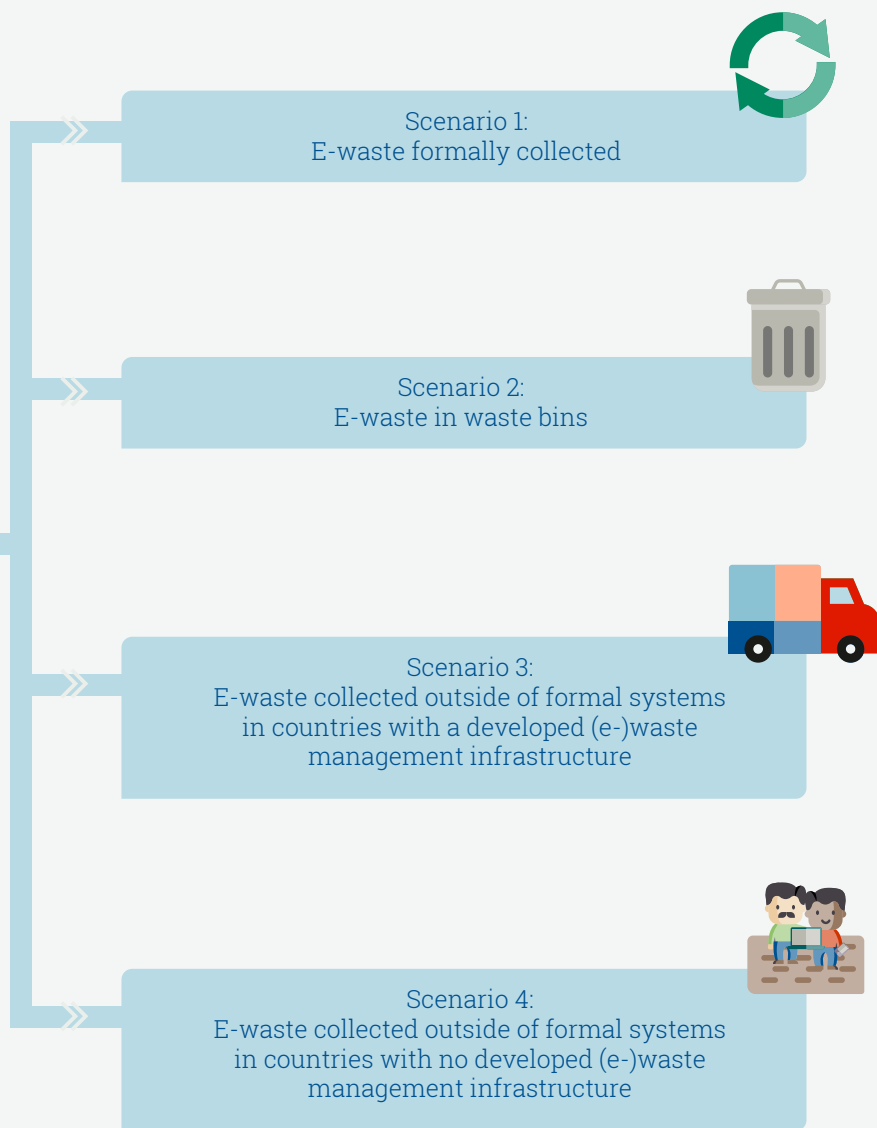 Scenario 1:
E-waste formally collected
Scenario 2:
E-waste in waste bins
Scenario 3:
E-waste collected outside of formal systems
in countries with a developed (e-)waste
management infrastructure
Scenario 4:
E-waste collected outside of formal systems
in countries with no developed (e-)waste
management infrastructure